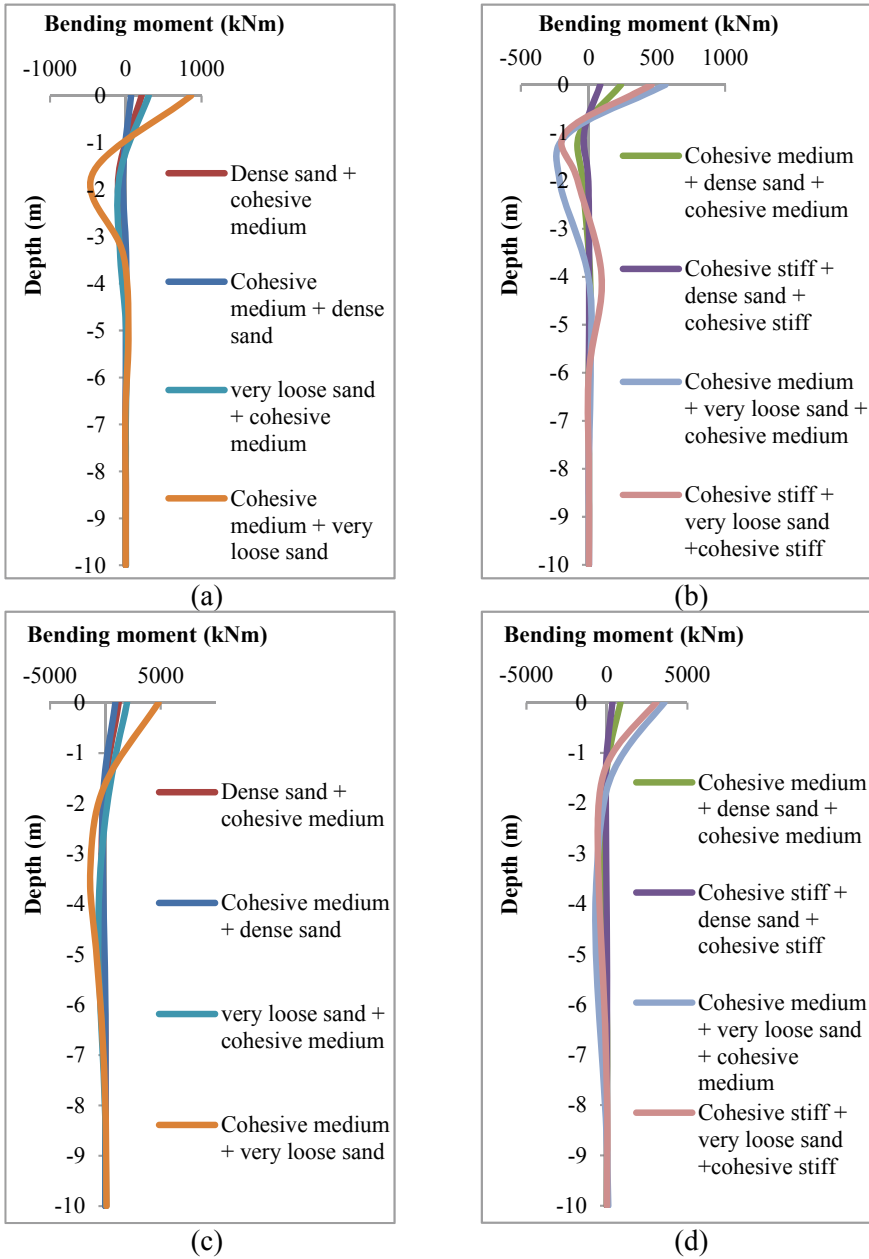 Bending moment (kNm)
-1000 0 1000
0
-1
-2
-3
-4
-5
-6
-7
-8
-9
-10
Depth (m)
Dense sand +
cohesive
medium
Cohesive
medium + dense
sand
very loose sand
+ cohesive
medium
Cohesive
medium + very
loose sand
(a)
Bending moment (kNm)
-500 0 500 1000
0
-1
-2
-3
-4
-5
-6
-7
-8
-9
-10
Depth (m)
Cohesive medium
+ dense sand +
cohesive medium
Cohesive stiff +
dense sand +
cohesive stiff
Cohesive medium
+ very loose sand +
cohesive medium
Cohesive stiff +
very loose sand
+cohesive stiff
(b)
Bending moment (kNm)
-5000 0 5000
0
-1
-2
-3
-4
-5
-6
-7
-8
-9
-10
Depth (m)
Dense sand +
cohesive medium
Cohesive medium
+ dense sand
very loose sand +
cohesive medium
Cohesive medium
+ very loose sand
(c)
Bending moment (kNm)
-5000 0 5000
0
-1
-2
-3
-4
-5
-6
-7
-8
-9
-10
Depth (m)
Cohesive medium
+ dense sand +
cohesive medium
Cohesive stiff +
dense sand +
cohesive stiff
Cohesive medium
+ very loose sand
+ cohesive
medium
Cohesive stiff +
very loose sand
+cohesive stiff
(d)